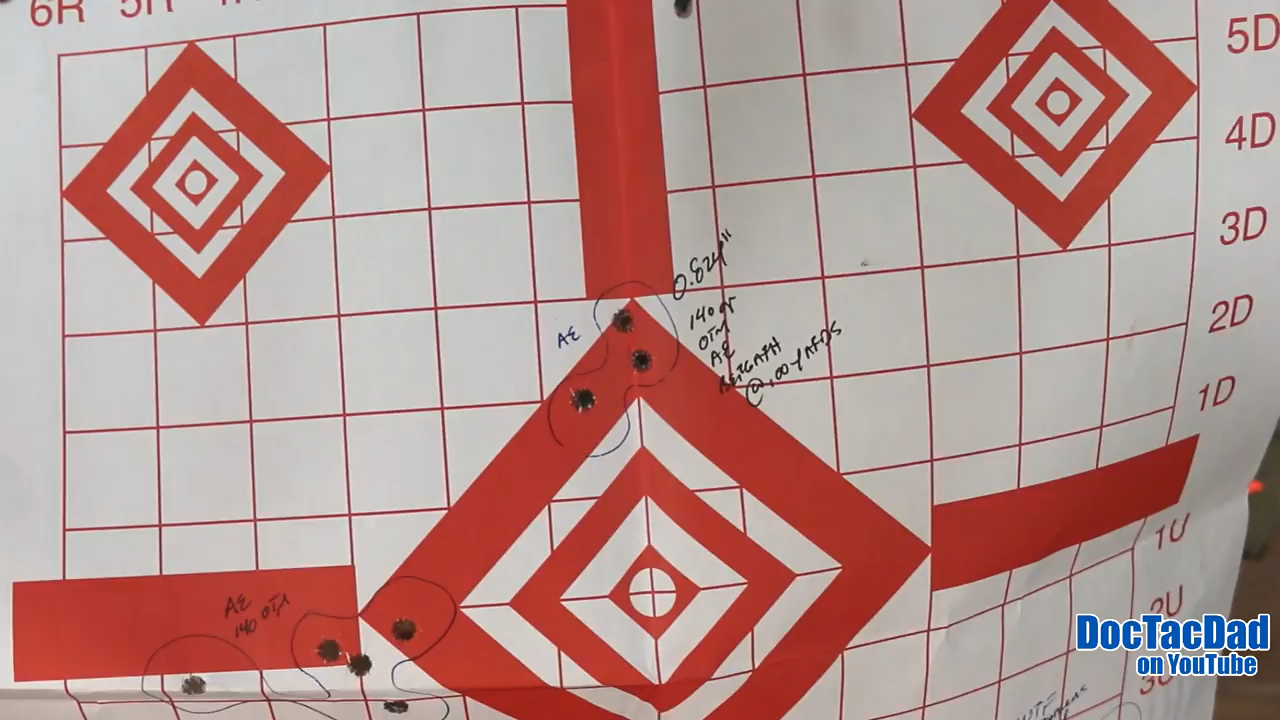 6R 5R
5D
4D
3D
2D
1D
1U
2U
0.824"
140 gr
OTM
AE
@100 YARDS
AE
AE
140 OTM
DocTacDad
on YouTube